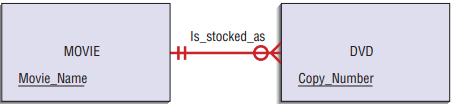 Is_stocked_as
MOVIE
DVD
Movie_Name
Copy_Number